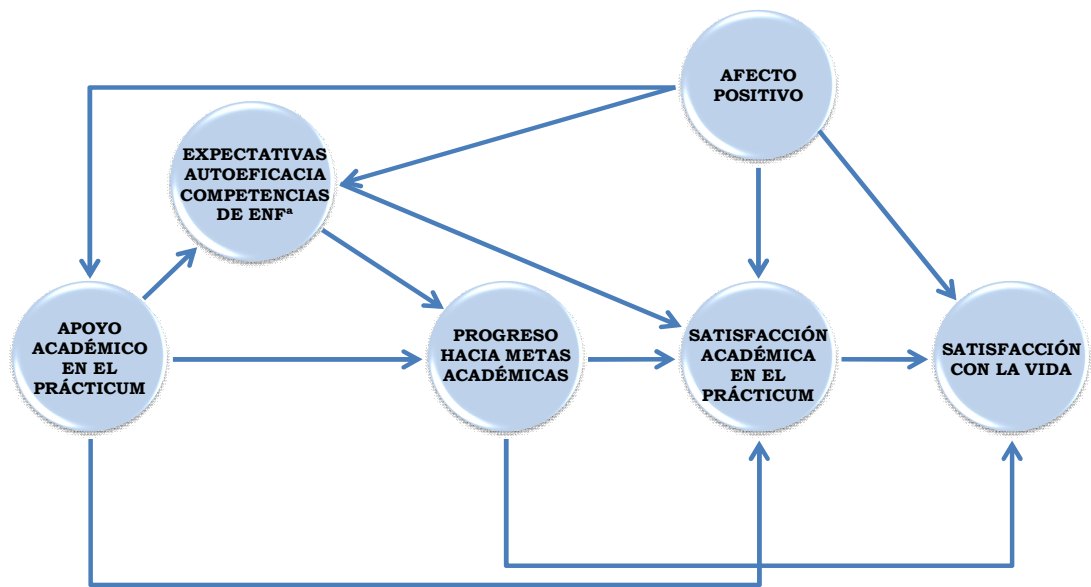 AFECTO
POSITIVO
EXPECTATIVAS
AUTOEFICACIA
COMPETENCIAS
DE ENFª
APOYO
ACADÉMICO
EN EL
PRÁCTICUM
PROGRESO
HACIA METAS
ACADÉMICAS
SATISFACCIÓN
ACADÉMICA
EN EL
PRÁCTICUM
SATISFACCIÓN
CON LA VIDA